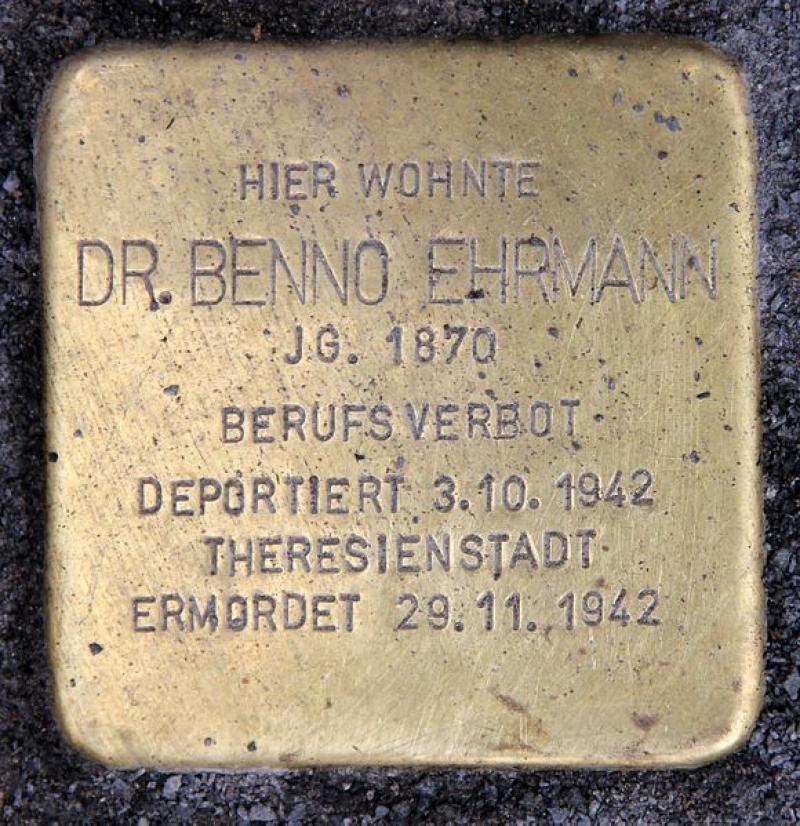 HIER WOHNTE
DR. BENNO EHRMANN
JG. 1870
BERUFSVERBOT
DEPORTIERT 3.10.1942
THERESIENSTADT
ERMORDET 29.11.1942